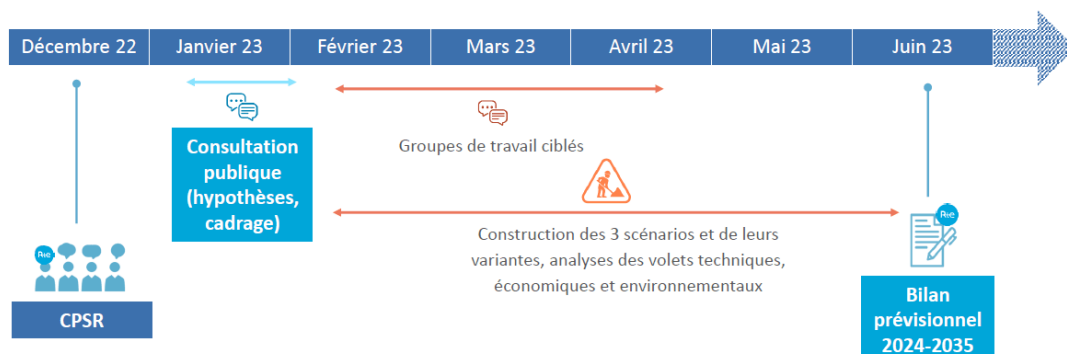 Décembre 22
Janvier 23
Février 23
Mars 23
Avril 23
Mai 23
Juin 23
Consultation
publique
(hypothèses,
cadrage)
Groupes de travail ciblés
Construction des 3 scénarios et de leurs
variantes, analyses des volets techniques,
économiques et environnementaux
Rte
CPSR
Rte
Bilan
prévisionnel
2024-2035